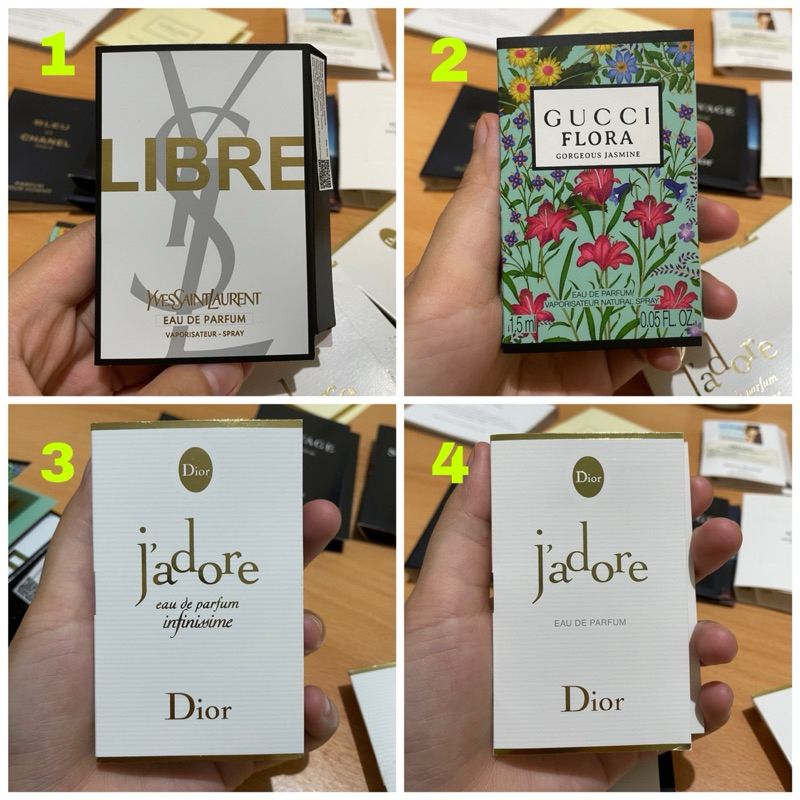 1
BLEU
DE
CHANEL
PARIS
LIBRE
YVESSAINTLAURENT
EAU DE PARFUM
VAPORISATEUR - SPRAY
2
GUCCI
FLORA
GORGEOUS JASMINE
EAU DE PARFUM
VAPORISATEUR NATURAL SPRAY
1.5 ml 0.05 FL. OZ.
j'adore
3
Dior
j'adore
eau de parfum
infinissime
Dior
4
Dior
j'adore
EAU DE PARFUM
Dior